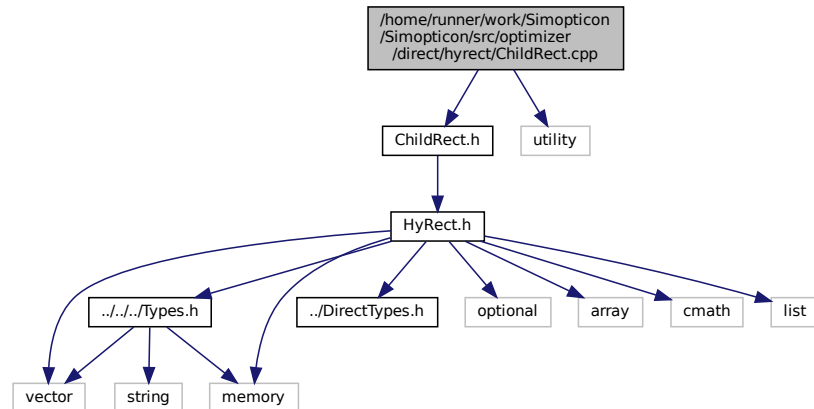 /home/runner/work/Simopticon
/Simopticon/src/optimizer
/direct/hyrect/ChildRect.cpp
ChildRect.h
utility
HyRect.h
../../../Types.h
../DirectTypes.h
optional
array
cmath
list
vector
string
memory